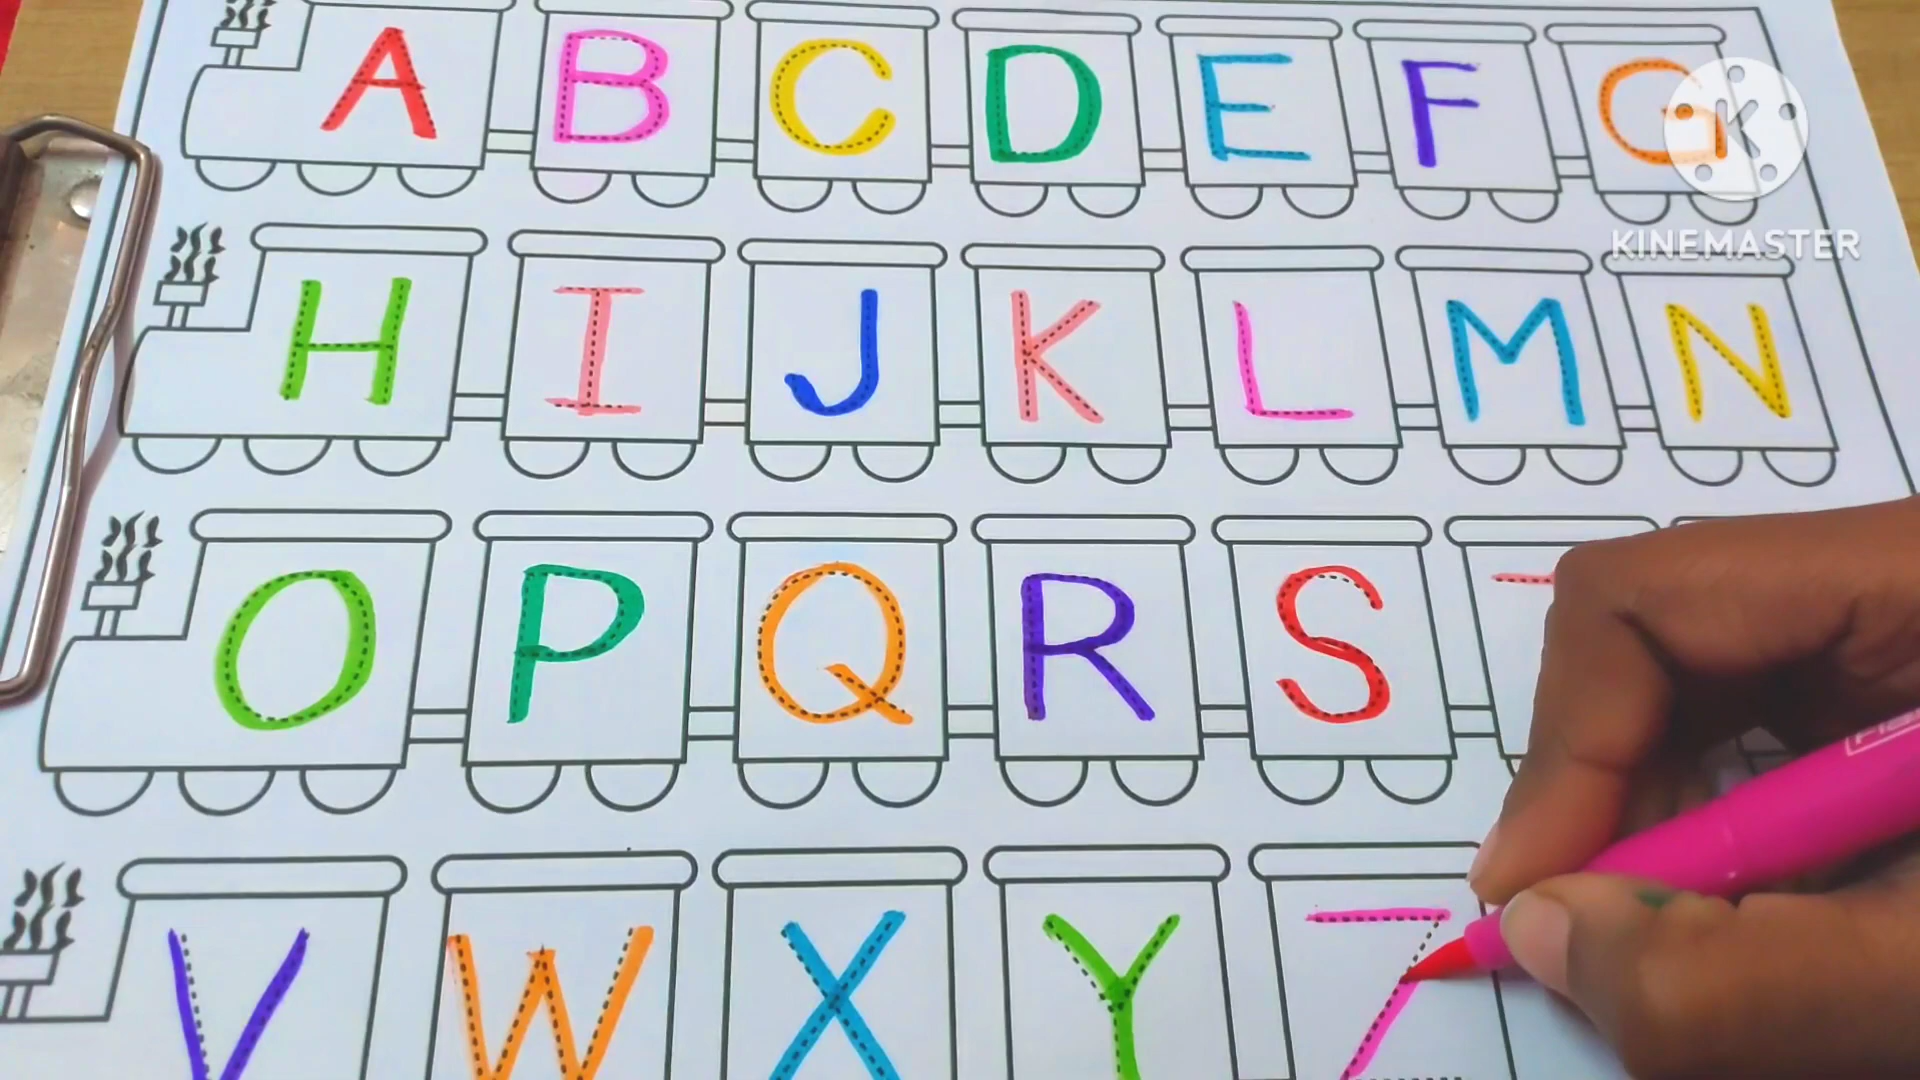 A B C D E F G
K
KINEMASTER
H I J K L M N
O P Q R S
V W X Y Z